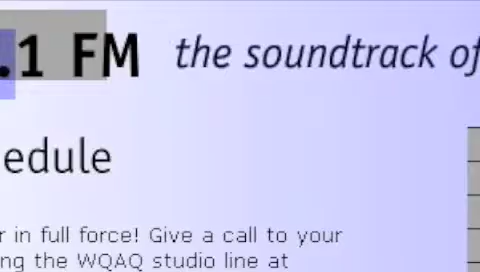 .1 FM the soundtrack of
edule
r in full force! Give a call to your
ng the WQAQ studio line at